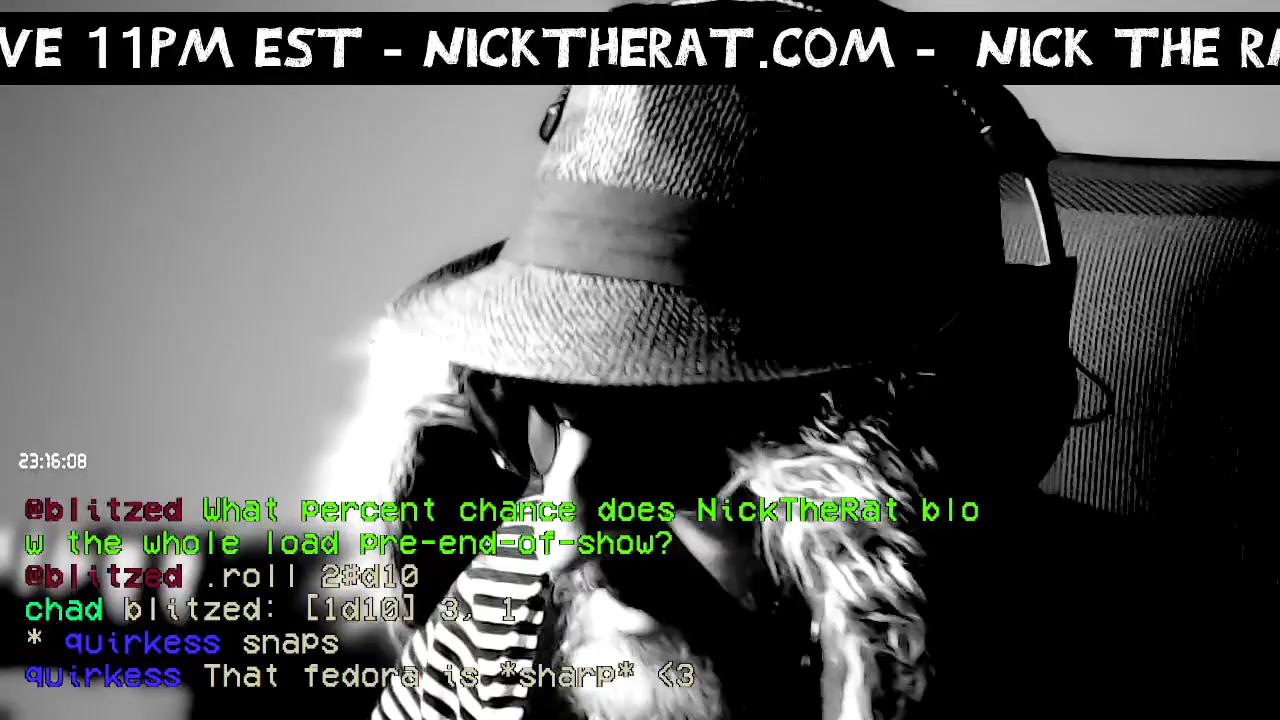 VE 11PM EST - NICKTHERAT.COM - NICK THE RA
23:16:08
@blitzed What percent chance does NickTheRat blo
w the whole load pre-end-of-show?
@blitzed .roll 2#d10
chad blitzed: [1d10] 3, 1
* quirkess snaps
quirkess That fedora is *sharp* <3